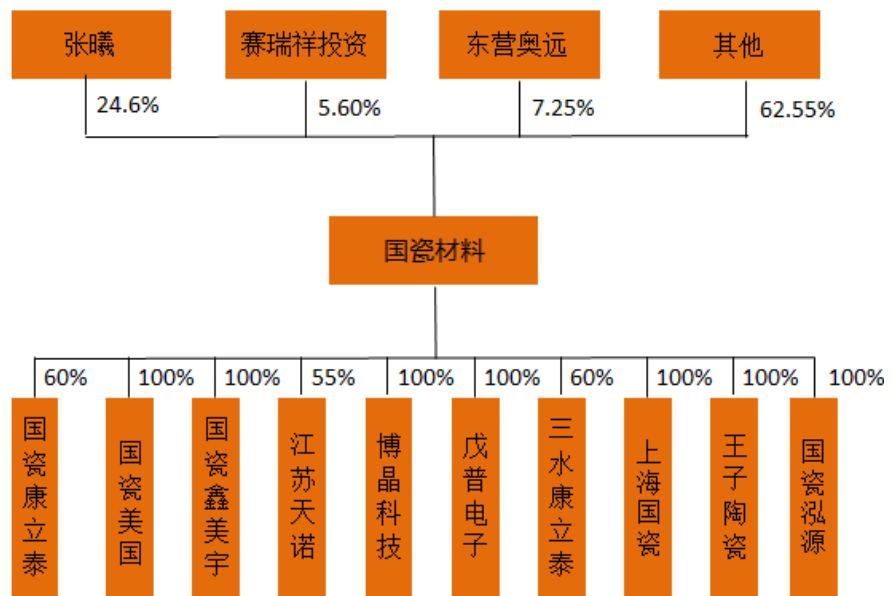 张曦
赛瑞祥投资
东营奥远
其他
24.6%
5.60%
7.25%
62.55%
国瓷材料
60%
100%
100%
55%
100%
100%
60%
100%
100%
100%
国瓷康立泰
国瓷美国
国瓷鑫美宇
江苏天诺
博晶科技
戊普电子
三水康立泰
上海国瓷
王子陶瓷
国瓷泓源